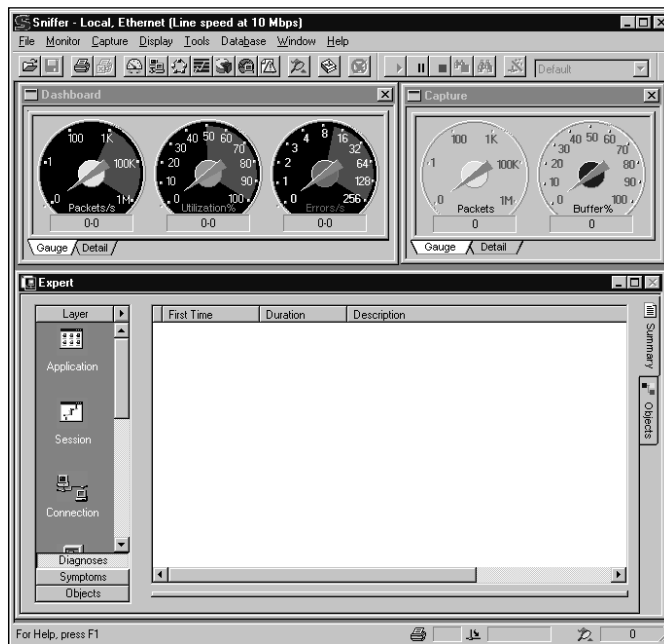 Sniffer - Local, Ethernet (Line speed at 10 Mbps)
File Monitor Capture Display Tools Database Window Help
Default
Dashboard
0 1 100 1K 100K 1M
Packets/s
0-0
0 10 20 30 40 50 60 70 80 90 100
Utilization%
0-0
0 1 2 3 4 8 16 32 64 128 256
Errors/s
0-0
Gauge Detail
Capture
0 1 100 1K 100K 1M
Packets
0
0 10 20 30 40 50 60 70 80 90 100
Buffer%
0
Gauge Detail
Expert
Layer
Application
Session
Connection
Diagnoses
Symptoms
Objects
First Time Duration Description
Summary
Objects
For Help, press F1
0